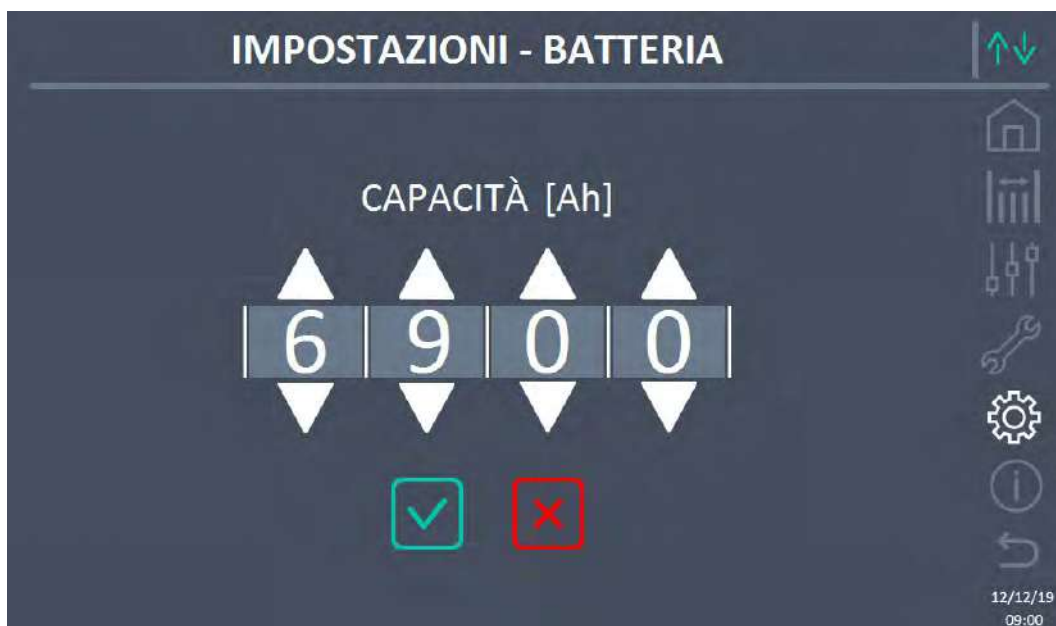 IMPOSTAZIONI - BATTERIA
CAPACITÀ [Ah]
6 9 0 0
12/12/19
09:00